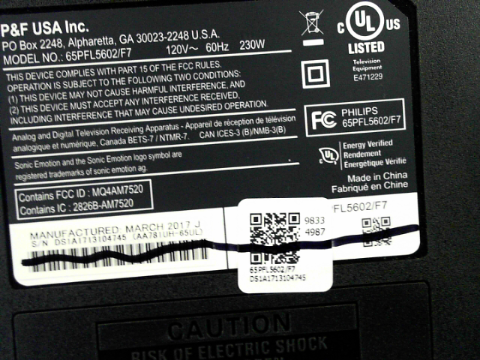 P&F USA Inc.
PO Box 2248, Alpharetta, GA 30023-2248 U.S.A.
MODEL NO.: 65PFL5602/F7 120V~ 60Hz 230W
THIS DEVICE COMPLIES WITH PART 15 OF THE FCC RULES.
OPERATION IS SUBJECT TO THE FOLLOWING TWO CONDITIONS:
(1) THIS DEVICE MAY NOT CAUSE HARMFUL INTERFERENCE, AND
(2) THIS DEVICE MUST ACCEPT ANY INTERFERENCE RECEIVED,
INCLUDING INTERFERENCE THAT MAY CAUSE UNDESIRED OPERATION.
Analog and Digital Television Receiving Apparatus - Appareil de réception de télévision
analogique et numérique, Canada BETS-7 / NTMR-7. CAN ICES-3 (B)/NMB-3(B)
Sonic Emotion and the Sonic Emotion logo symbol are
registered trademarks of sonic emotion ag.
Contains FCC ID : MQ4AM7520
Contains IC : 2826B-AM7520
C UL US
LISTED
Television
Equipment
E471229
FC PHILIPS
65PFL5602/F7
UL Energy Verified
Rendement
Énergetique Vérifié
Made in China
Fabriqué en China
MANUFACTURED: MARCH 2017 J
S/N DS1A1713104745 (AA781UH-65UL)
9833
4987
65PFL5602/F7
DS1A1713104745
PFL5602/F7
CAUTION
RISK OF ELECTRIC SHOCK